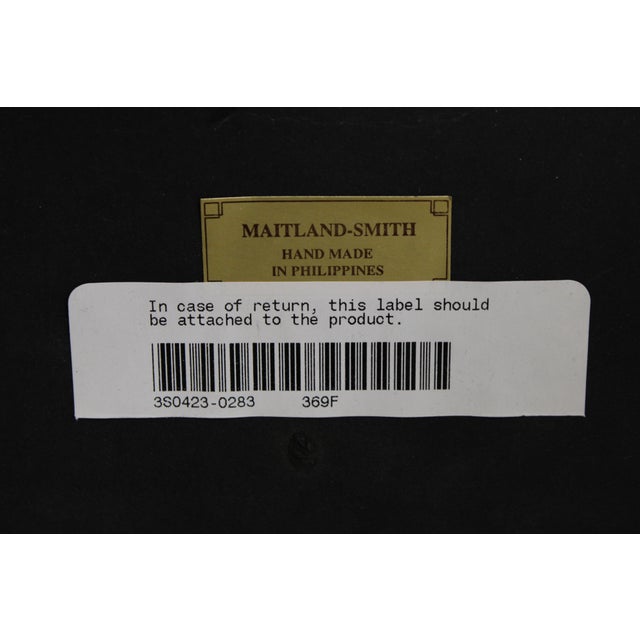 MAITLAND-SMITH
HAND MADE
IN PHILIPPINES
In case of return, this label should
be attached to the product.
3S0423-0283 369F